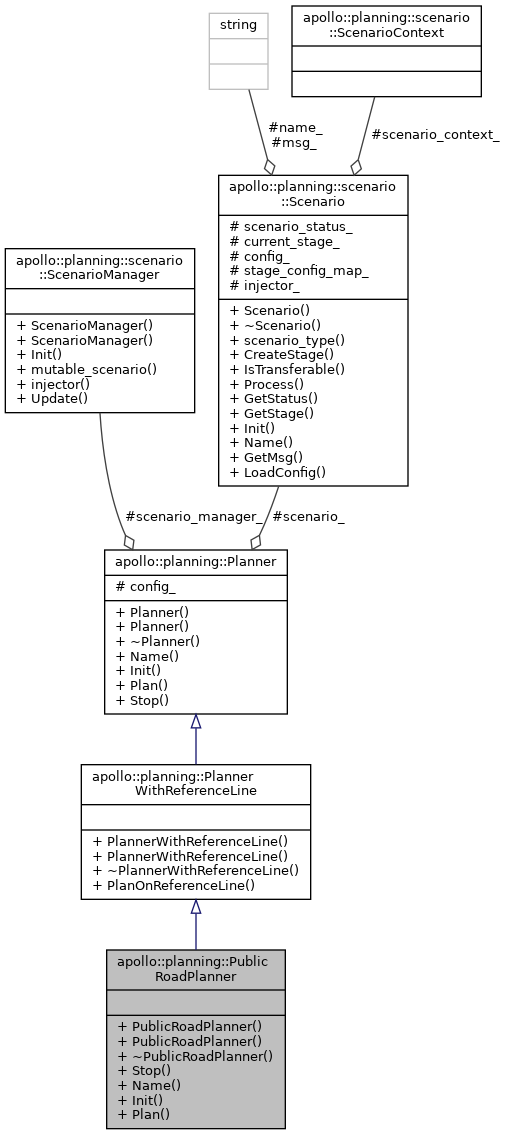 string
apollo::planning::scenario
::ScenarioContext
#name_
#msg_
#scenario_context_
apollo::planning::scenario
::Scenario
# scenario_status_
# current_stage_
# config_
# stage_config_map_
# injector_
+ Scenario()
+ ~Scenario()
+ scenario_type()
+ CreateStage()
+ IsTransferable()
+ Process()
+ GetStatus()
+ GetStage()
+ Init()
+ Name()
+ GetMsg()
+ LoadConfig()
apollo::planning::scenario
::ScenarioManager
+ ScenarioManager()
+ ScenarioManager()
+ Init()
+ mutable_scenario()
+ injector()
+ Update()
#scenario_manager_
#scenario_
apollo::planning::Planner
# config_
+ Planner()
+ Planner()
+ ~Planner()
+ Name()
+ Init()
+ Plan()
+ Stop()
apollo::planning::Planner
WithReferenceLine
+ PlannerWithReferenceLine()
+ PlannerWithReferenceLine()
+ ~PlannerWithReferenceLine()
+ PlanOnReferenceLine()
apollo::planning::Public
RoadPlanner
+ PublicRoadPlanner()
+ PublicRoadPlanner()
+ ~PublicRoadPlanner()
+ Stop()
+ Name()
+ Init()
+ Plan()